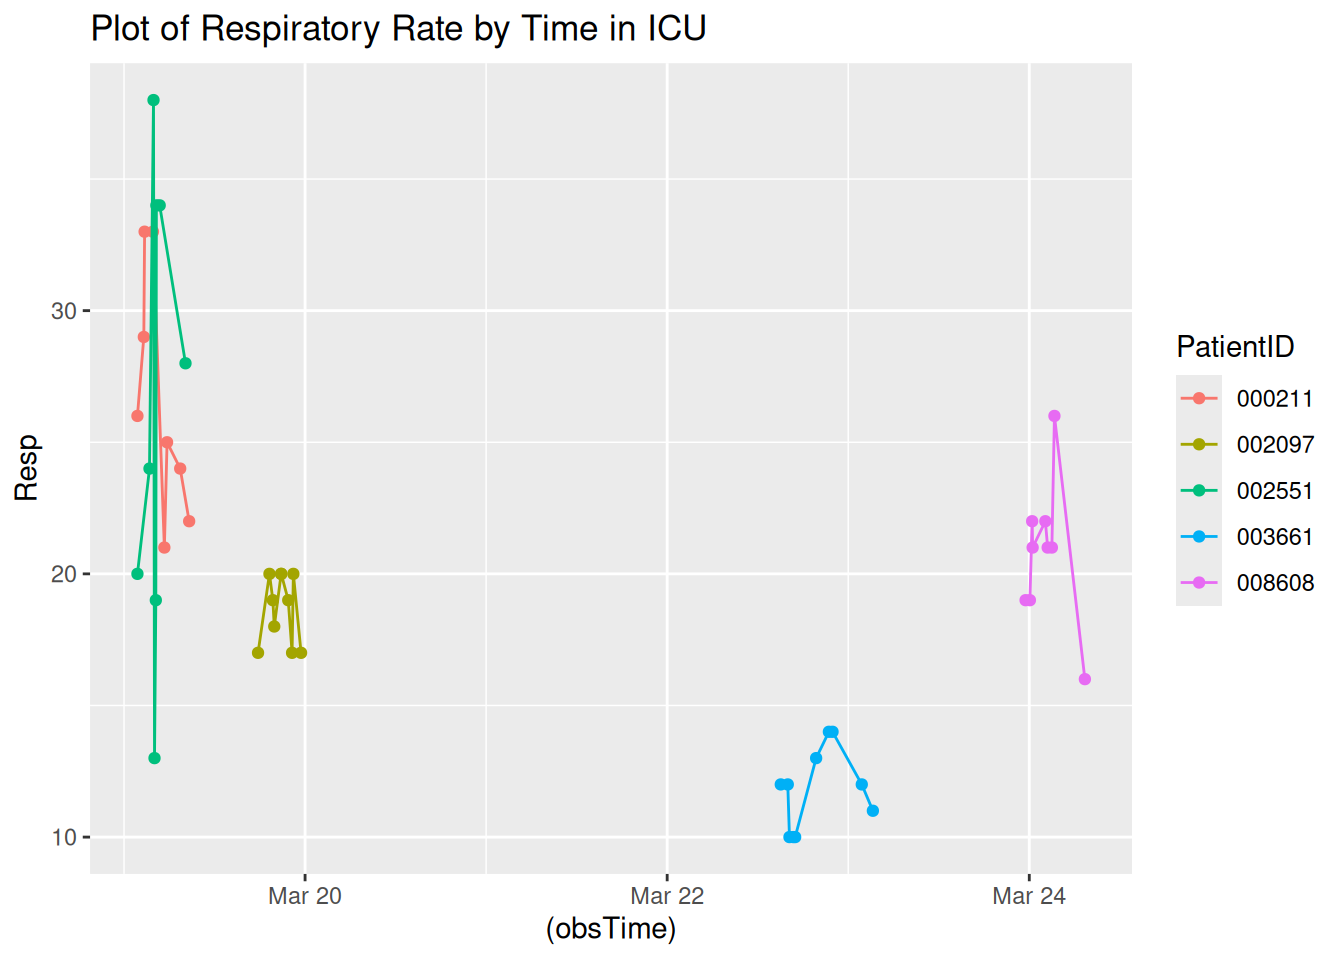 Plot of Respiratory Rate by Time in ICU
Resp
30
20
10
Mar 20
Mar 22
Mar 24
(obsTime)
PatientID
000211
002097
002551
003661
008608